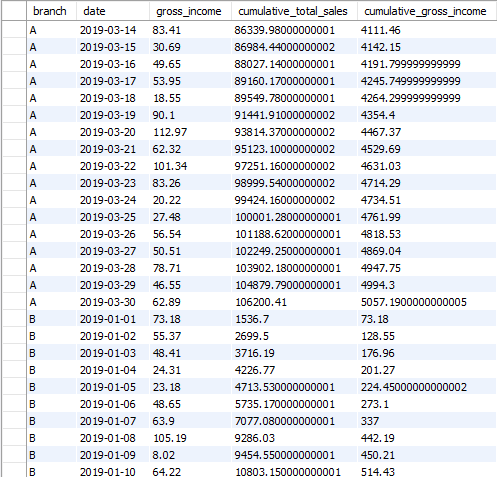 branch date gross_income cumulative_total_sales cumulative_gross_income
A 2019-03-14 83.41 86339.98000000001 4111.46
A 2019-03-15 30.69 86984.44000000002 4142.15
A 2019-03-16 49.65 88027.14000000001 4191.799999999999
A 2019-03-17 53.95 89160.17000000001 4245.749999999999
A 2019-03-18 18.55 89549.78000000001 4264.299999999999
A 2019-03-19 90.1 91441.91000000002 4354.4
A 2019-03-20 112.97 93814.37000000002 4467.37
A 2019-03-21 62.32 95123.10000000002 4529.69
A 2019-03-22 101.34 97251.16000000002 4631.03
A 2019-03-23 83.26 98999.54000000002 4714.29
A 2019-03-24 20.22 99424.16000000002 4734.51
A 2019-03-25 27.48 100001.28000000001 4761.99
A 2019-03-26 56.54 101188.62000000001 4818.53
A 2019-03-27 50.51 102249.25000000001 4869.04
A 2019-03-28 78.71 103902.18000000001 4947.75
A 2019-03-29 46.55 104879.79000000001 4994.3
A 2019-03-30 62.89 106200.41 5057.1900000000005
B 2019-01-01 73.18 1536.7 73.18
B 2019-01-02 55.37 2699.5 128.55
B 2019-01-03 48.41 3716.19 176.96
B 2019-01-04 24.31 4226.77 201.27
B 2019-01-05 23.18 4713.530000000001 224.45000000000002
B 2019-01-06 48.65 5735.170000000001 273.1
B 2019-01-07 63.9 7077.080000000001 337
B 2019-01-08 105.19 9286.03 442.19
B 2019-01-09 8.02 9454.550000000001 450.21
B 2019-01-10 64.22 10803.150000000001 514.43